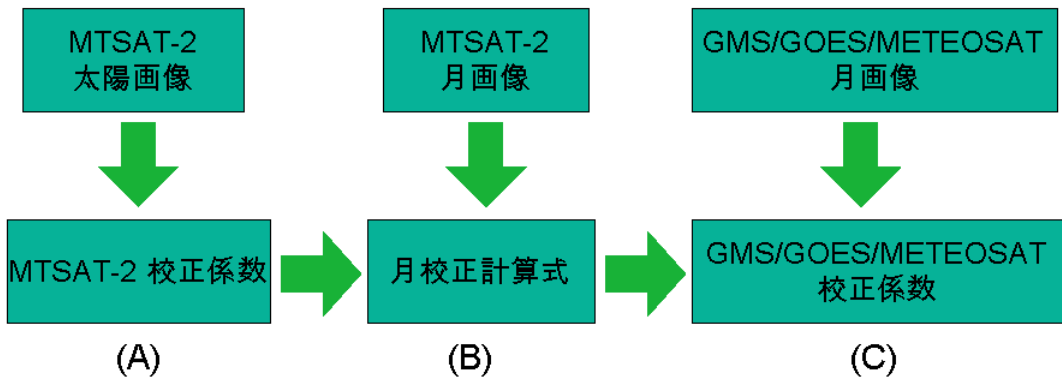 MTSAT-2
太陽画像
MTSAT-2
月画像
GMS/GOES/METEOSAT
月画像
MTSAT-2 校正係数
月校正計算式
GMS/GOES/METEOSAT
校正係数
(A)
(B)
(C)